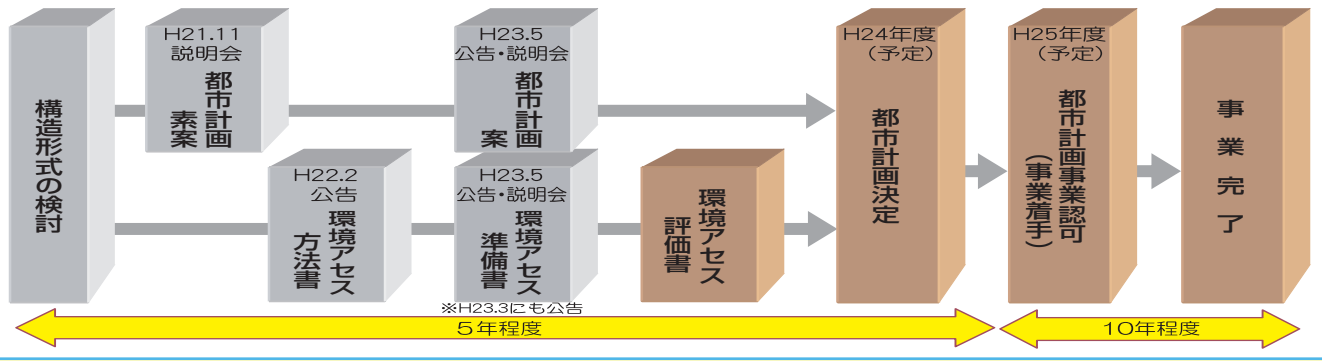 構造形式の検討
H21.11
説明会
都市計画
素案
H23.5
公告・説明会
都市計画
案
H22.2
公告
環境アセス
方法書
H23.5
公告・説明会
環境アセス
準備書
※H23.3にも公告
環境アセス
評価書
H24年度
(予定)
都市計画決定
H25年度
(予定)
都市計画事業認可
(事業着手)
事業完了
5年程度
10年程度